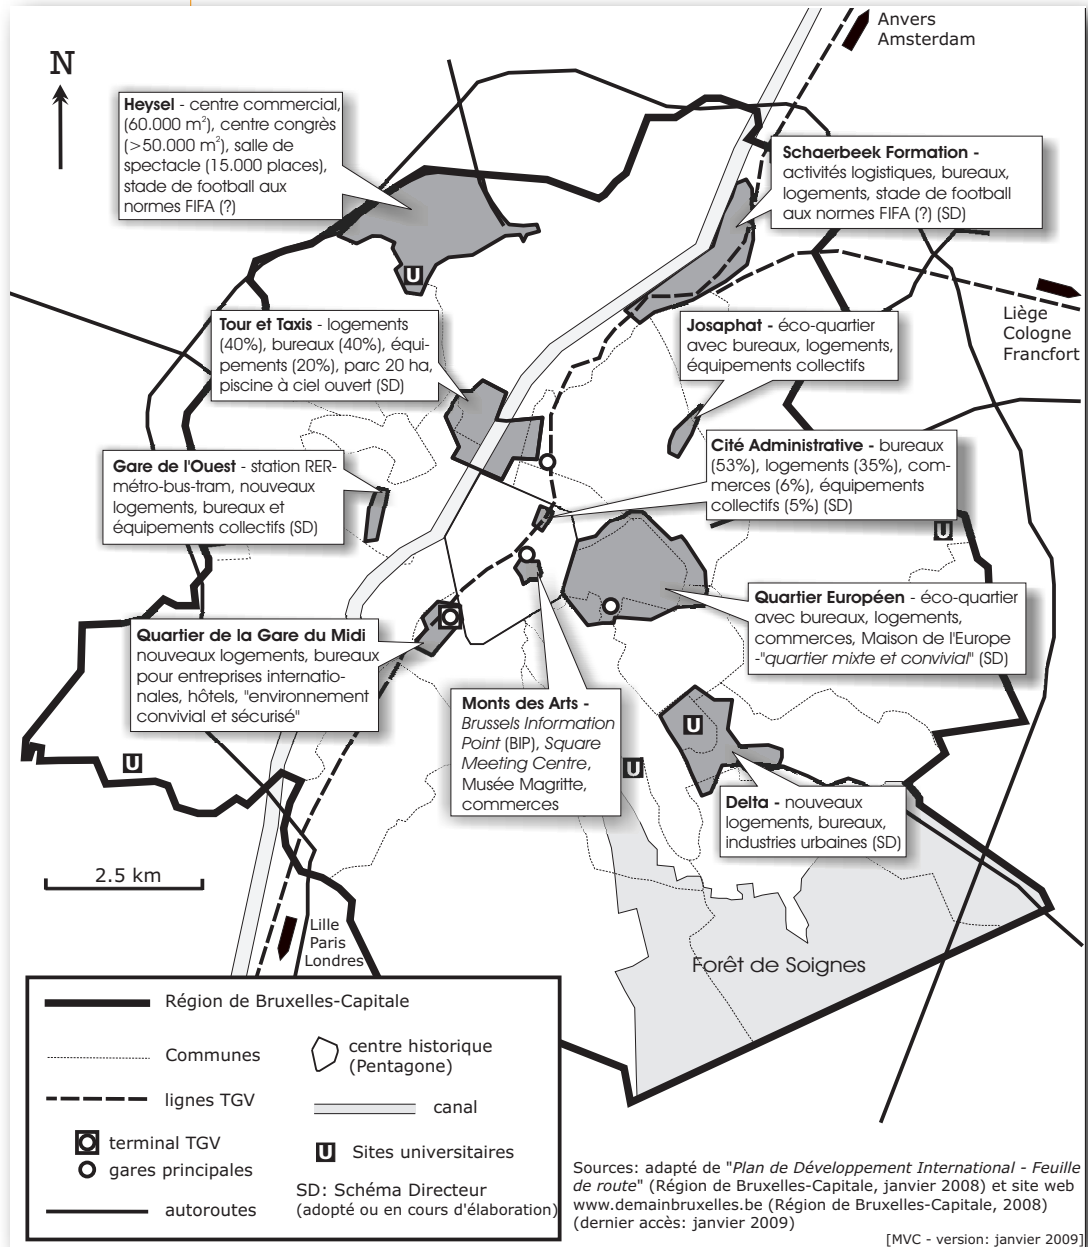 Anvers
Amsterdam
N
Heysel - centre commercial,
(60.000 m²), centre congrès
(>50.000 m²), salle de
spectacle (15.000 places),
stade de football aux
normes FIFA (?)
Schaerbeek Formation -
activités logistiques, bureaux,
logements, stade de football
aux normes FIFA (?) (SD)
U
Liège
Cologne
Francfort
Tour et Taxis - logements
(40%), bureaux (40%), équi-
pements (20%), parc 20 ha,
piscine à ciel ouvert (SD)
Josaphat - éco-quartier
avec bureaux, logements,
équipements collectifs
Cité Administrative - bureaux
(53%), logements (35%), com-
merces (6%), équipements
collectifs (5%) (SD)
Gare de l'Ouest - station RER-
métro-bus-tram, nouveaux
logements, bureaux et
équipements collectifs (SD)
U
Quartier Européen - éco-quartier
avec bureaux, logements,
commerces, Maison de l'Europe
-"quartier mixte et convivial" (SD)
Quartier de la Gare du Midi
nouveaux logements, bureaux
pour entreprises internatio-
nales, hôtels, "environnement
convivial et sécurisé"
Monts des Arts -
Brussels Information
Point (BIP), Square
Meeting Centre,
Musée Magritte,
commerces
U
U
U
Delta - nouveaux
logements, bureaux,
industries urbaines (SD)
2.5 km
Lille
Paris
Londres
Forêt de Soignes
Région de Bruxelles-Capitale
Communes
lignes TGV
terminal TGV
gares principales
autoroutes
centre historique
(Pentagone)
canal
U Sites universitaires
SD: Schéma Directeur
(adopté ou en cours d'élaboration)
Sources: adapté de "Plan de Développement International - Feuille
de route" (Région de Bruxelles-Capitale, janvier 2008) et site web
www.demainbruxelles.be (Région de Bruxelles-Capitale, 2008)
(dernier accès: janvier 2009)
[MVC - version: janvier 2009]